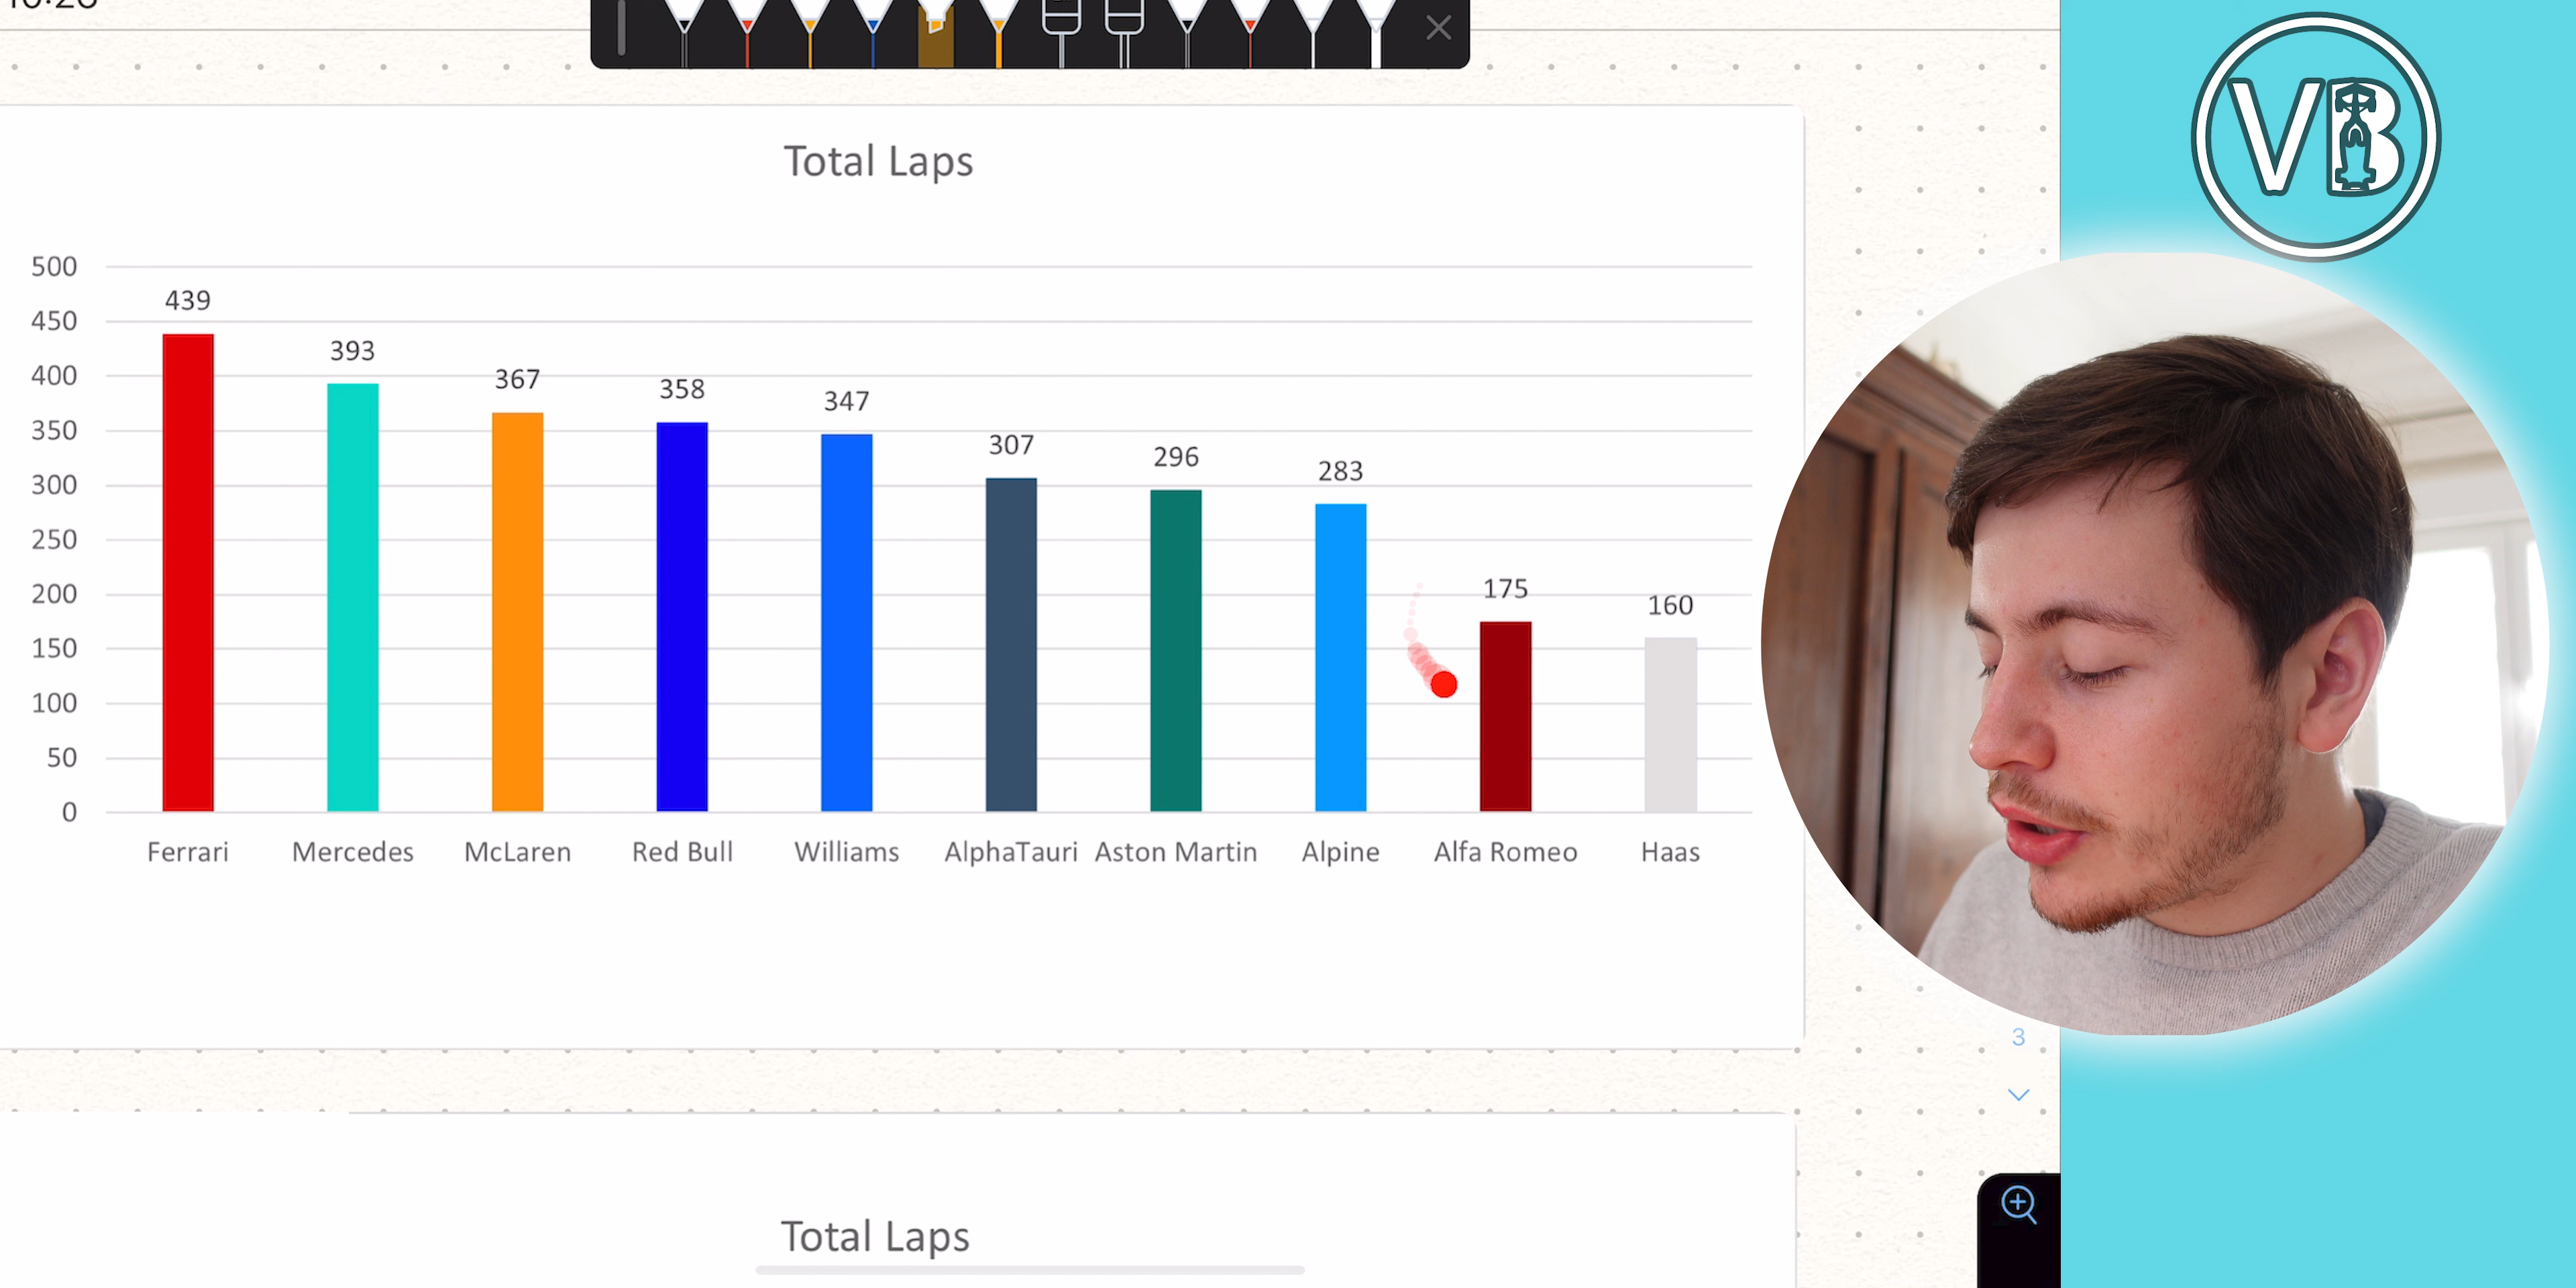 Total Laps
500
450
400
350
300
250
200
150
100
50
0
439
393
367
358
347
307
296
283
175
160
Ferrari
Mercedes
McLaren
Red Bull
Williams
AlphaTauri
Aston Martin
Alpine
Alfa Romeo
Haas
VB
3
Total Laps